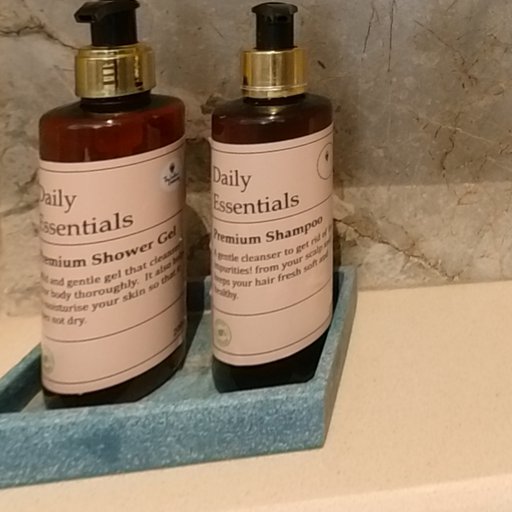 Daily
Essentials
Premium Shower Gel
and gentle gel that cleanses
body thoroughly. It also
moisturise your skin so that
not dry.
Daily
Essentials
Premium Shampoo
gentle cleanser to get rid of
impurities! from your scalp
keeps your hair fresh soft and
healthy.